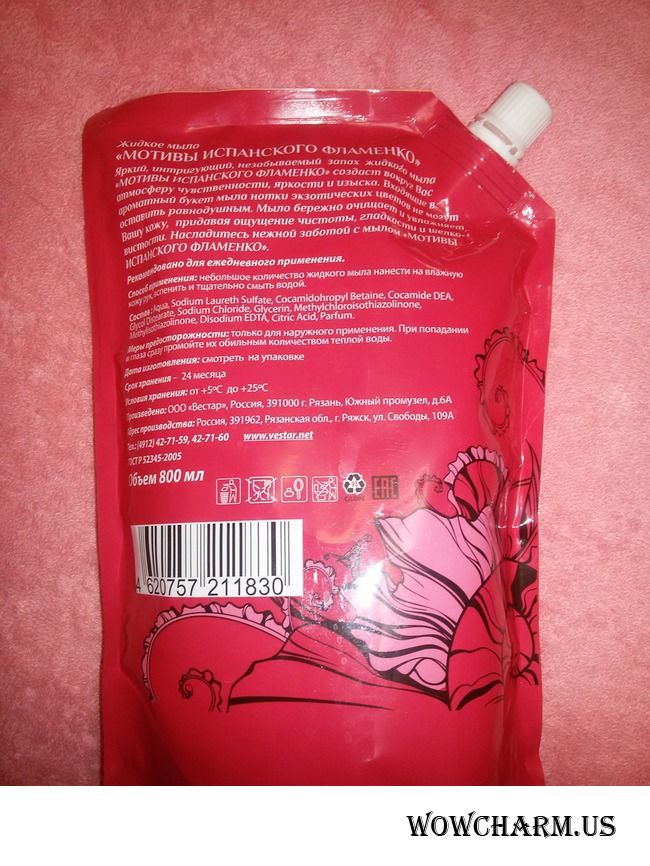 Жидкое мыло
«МОТИВЫ ИСПАНСКОГО ФЛАМЕНКО»
Яркий, интригующий, незабываемый запах жидкого мыла
«МОТИВЫ ИСПАНСКОГО ФЛАМЕНКО» создаст вокруг Вас
атмосферу чувственности, яркости и изыска. Входящие в
ароматный букет мыла нотки экзотических цветов не могут
оставить равнодушным. Мыло бережно очищает и увлажняет
Вашу кожу, придавая ощущение чистоты, гладкости и шелко-
вистости. Насладитесь нежной заботой с мылом «МОТИВЫ
ИСПАНСКОГО ФЛАМЕНКО».
Рекомендовано для ежедневного применения.
Способ применения: небольшое количество жидкого мыла нанести на влажную
кожу рук, вспенить и тщательно смыть водой.
Состав: Aqua, Sodium Laureth Sulfate, Cocamidohropyl Betaine, Cocamide DEA,
Glycol Distearate, Sodium Chloride, Glycerin, Methylchloroisothiazolinone,
Methylisothiazolinone, Disodium EDTA, Citric Acid, Parfum.
Меры предосторожности: только для наружного применения. При попадании
в глаза сразу промойте их обильным количеством теплой воды.
Дата изготовления: смотреть на упаковке
Срок хранения – 24 месяца
Условия хранения: от +5°С до +25°С
Произведено: ООО «Вестар», Россия, 391000 г. Рязань, Южный промузел, д.6А
Адрес производства: Россия, 391962, Рязанская обл., г. Ряжск, ул. Свободы, 109А
Тел.: (4912) 42-71-59, 42-71-60 www.vestar.net
ГОСТ Р 52345-2005
Объем 800 мл
EAC
4 620757 211830
WOWCHARM.US